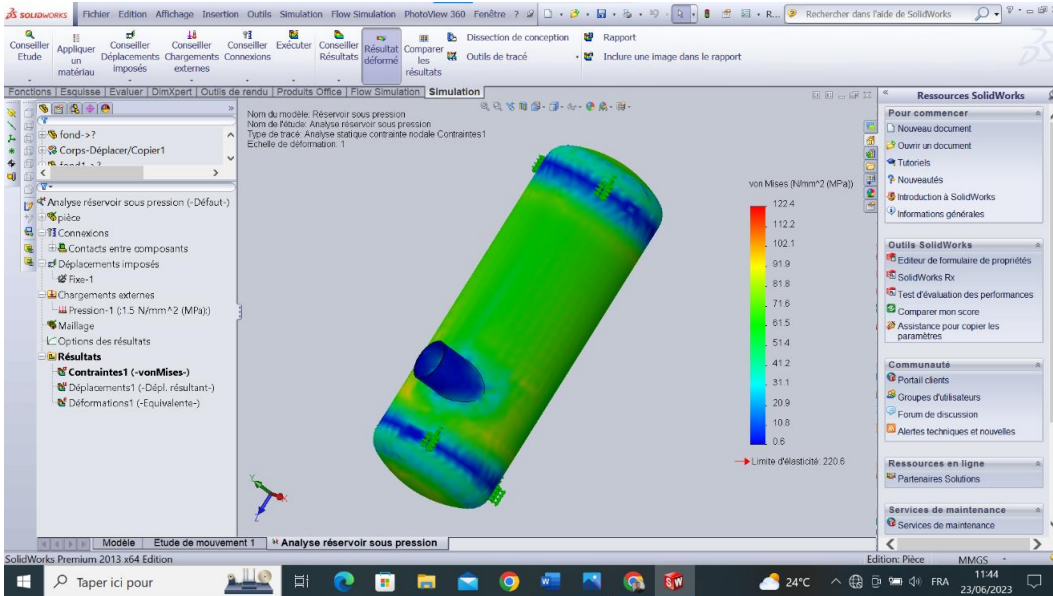 SOLIDWORKS
Fichier Edition Affichage Insertion Outils Simulation Flow Simulation PhotoView 360 Fenêtre ?
R...
Rechercher dans l'aide de SolidWorks
Conseiller Etude
Appliquer un matériau
Conseiller Déplacements imposés
Conseiller Chargements externes
Conseiller Connexions
Exécuter
Conseiller Résultats
Résultat déformé
Comparer les résultats
Dissection de conception
Outils de tracé
Rapport
Inclure une image dans le rapport
Fonctions Esquisse Evaluer DimXpert Outils de rendu Produits Office Flow Simulation Simulation
fond->?
Corps-Déplacer/Copier1
fond1->?
Analyse réservoir sous pression (-Défaut-)
pièce
Connexions
Contacts entre composants
Déplacements imposés
Fixe-1
Chargements externes
Pression-1 (:1.5 N/mm^2 (MPa):)
Maillage
Options des résultats
Résultats
Contraintes1 (-vonMises-)
Déplacements1 (-Dépl. résultant-)
Déformations1 (-Equivalente-)
Nom du modèle: Réservoir sous pression
Nom de l'étude: Analyse réservoir sous pression
Type de tracé: Analyse statique contrainte nodale Contraintes1
Echelle de déformation: 1
von Mises (N/mm^2 (MPa))
122.4
112.2
102.1
91.9
81.8
71.6
61.5
51.4
41.2
31.1
20.9
10.8
0.6
Limite d'élasticité: 220.6
Ressources SolidWorks
Pour commencer
Nouveau document
Ouvrir un document
Tutoriels
Nouveautés
Introduction à SolidWorks
Informations générales
Outils SolidWorks
Editeur de formulaire de propriétés
SolidWorks Rx
Test d'évaluation des performances
Comparer mon score
Assistance pour copier les
paramètres
Communauté
Portail clients
Groupes d'utilisateurs
Forum de discussion
Alertes techniques et nouvelles
Ressources en ligne
Partenaires Solutions
Services de maintenance
Services de maintenance
Modèle Etude de mouvement 1 Analyse réservoir sous pression
SolidWorks Premium 2013 x64 Edition
Edition: Pièce MMGS
Taper ici pour
24°C
FRA
11:44
23/06/2023